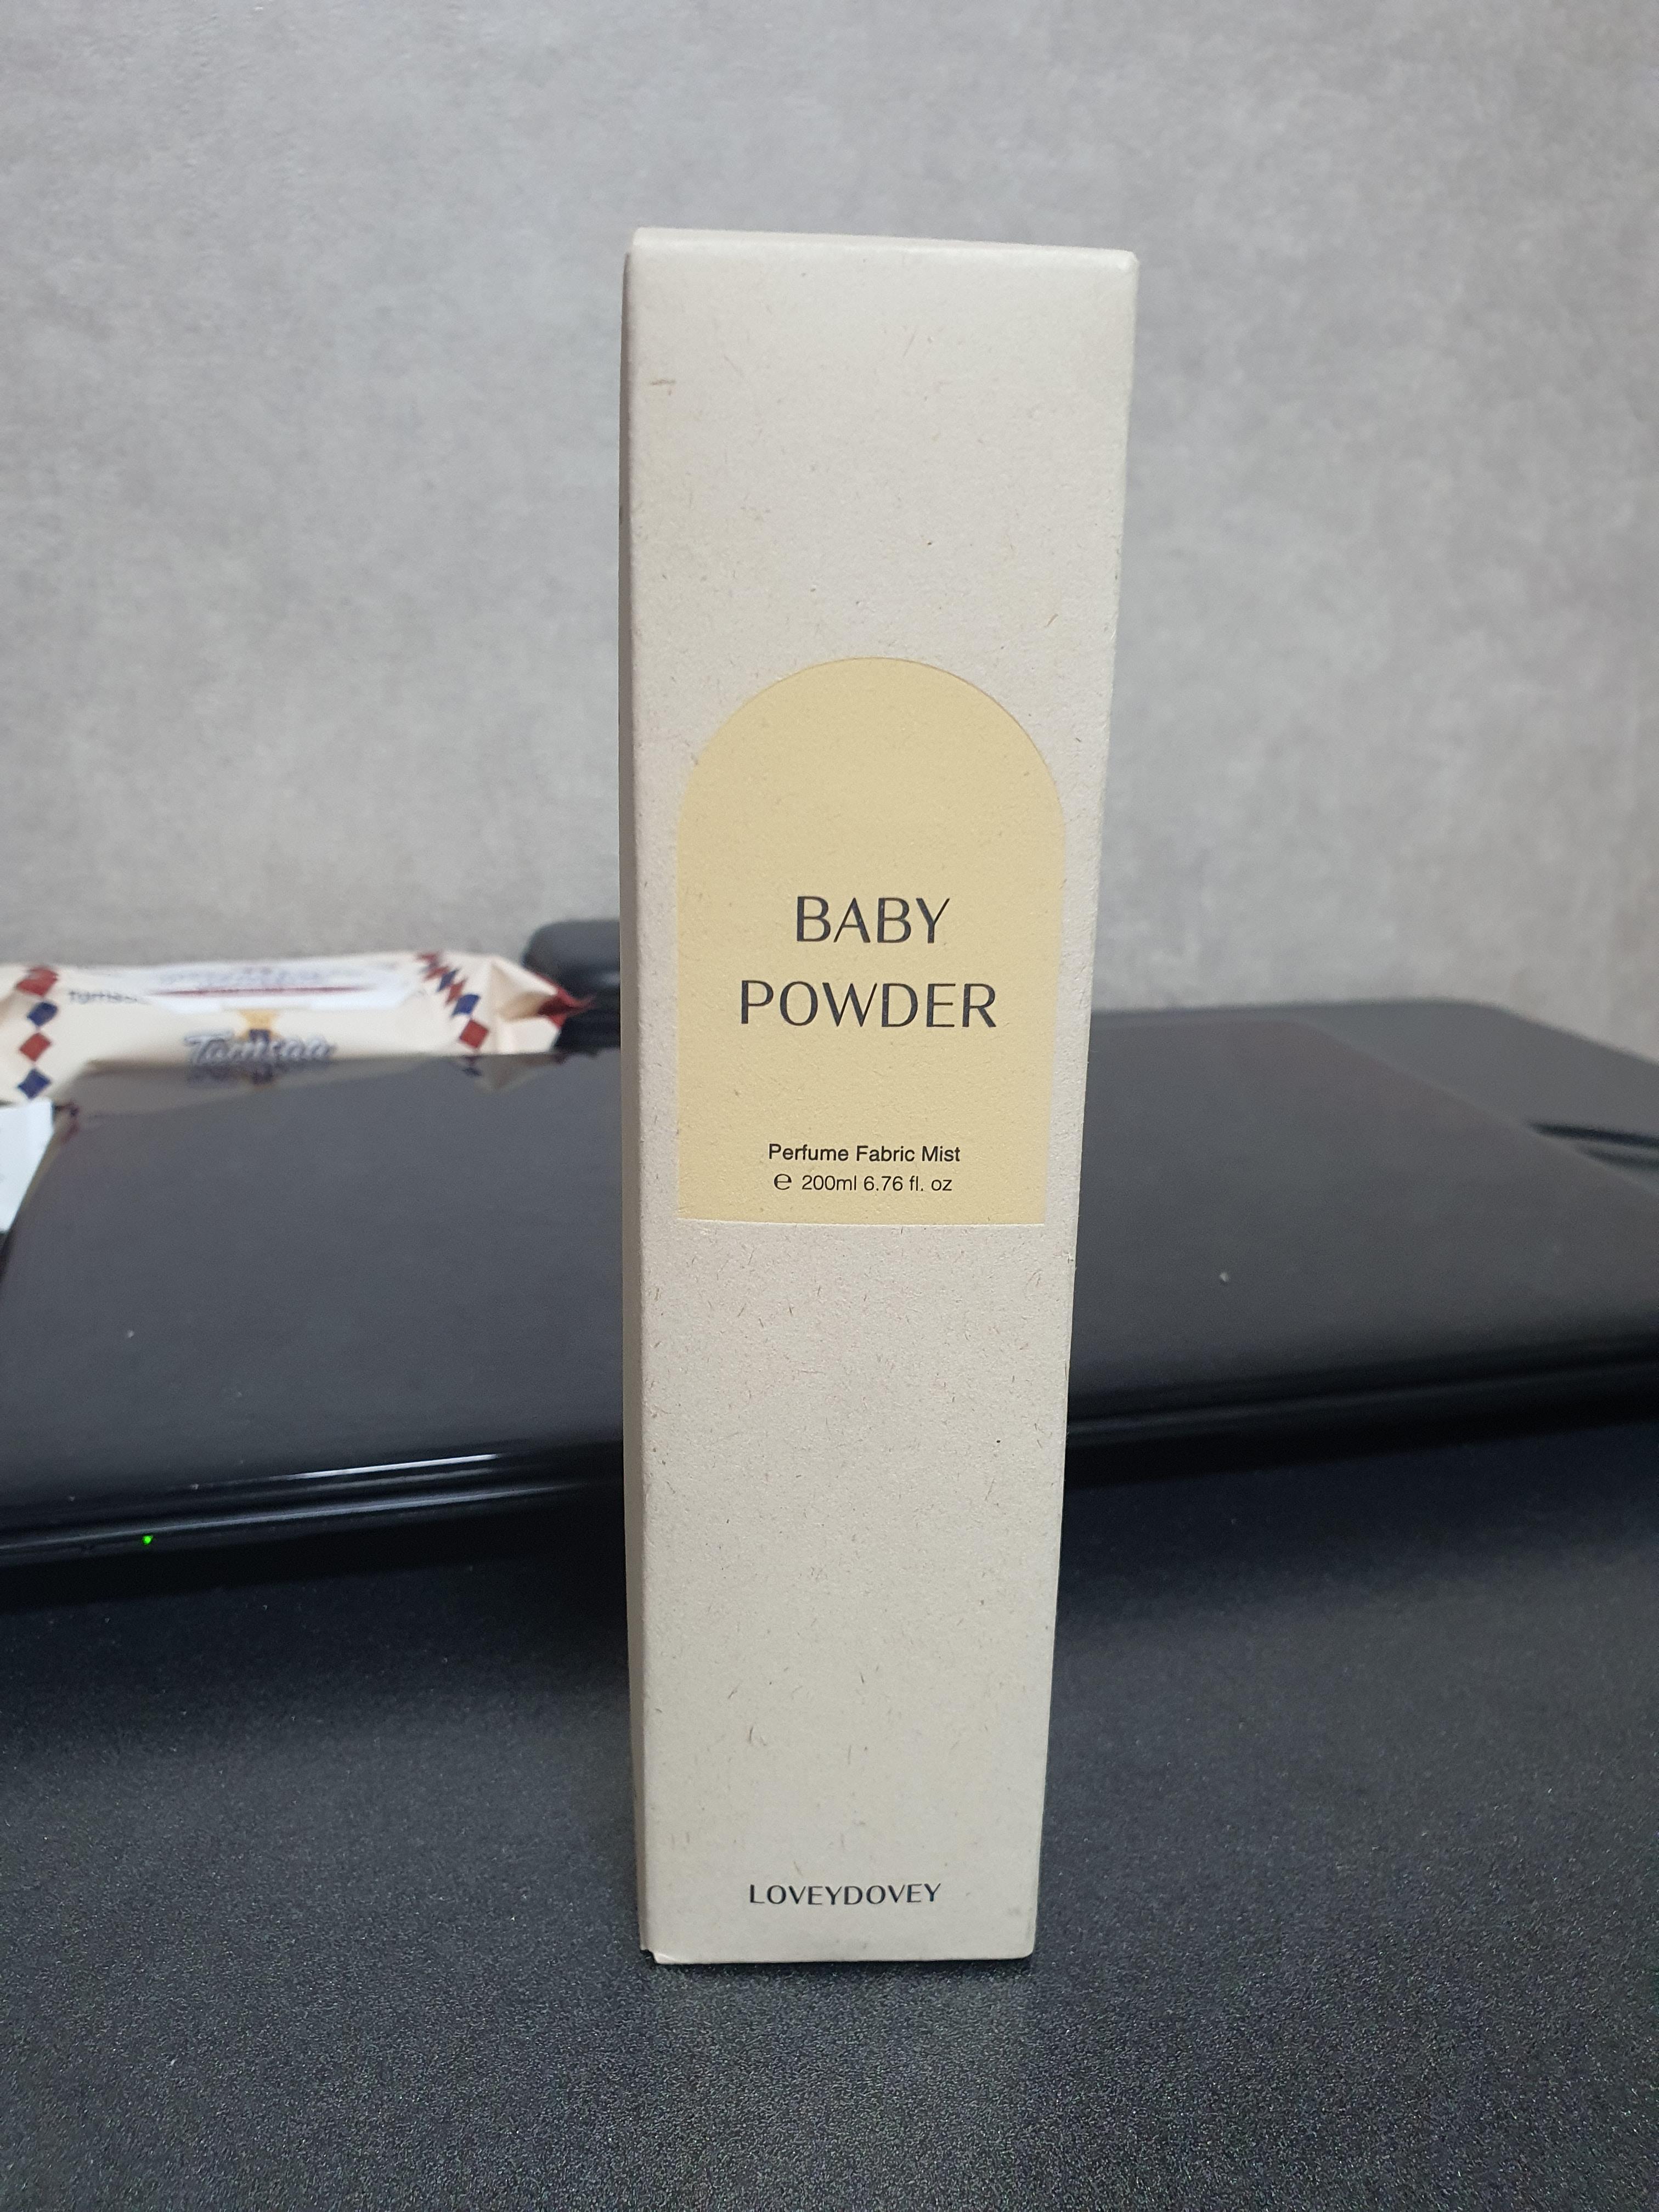 BABY
POWDER
Perfume Fabric Mist
℮ 200ml 6.76 fl. oz
LOVEYDOVEY